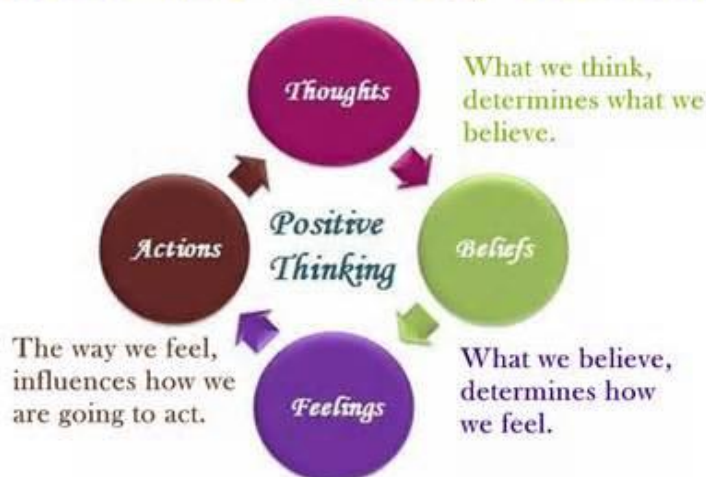 Thoughts
What we think,
determines what we
believe.
Actions
Positive
Thinking
Beliefs
The way we feel,
influences how we
are going to act.
Feelings
What we believe,
determines how
we feel.